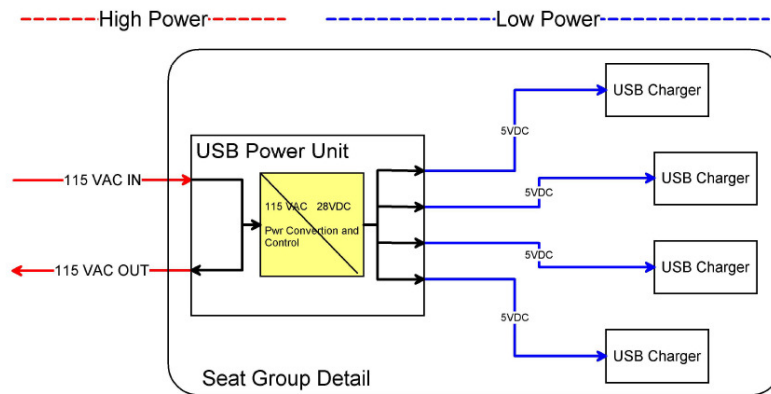 High Power
Low Power
USB Charger
5VDC
USB Power Unit
115 VAC IN
5VDC
USB Charger
115 VAC 28VDC
Pwr Convertion and
Control
5VDC
USB Charger
115 VAC OUT
5VDC
USB Charger
Seat Group Detail